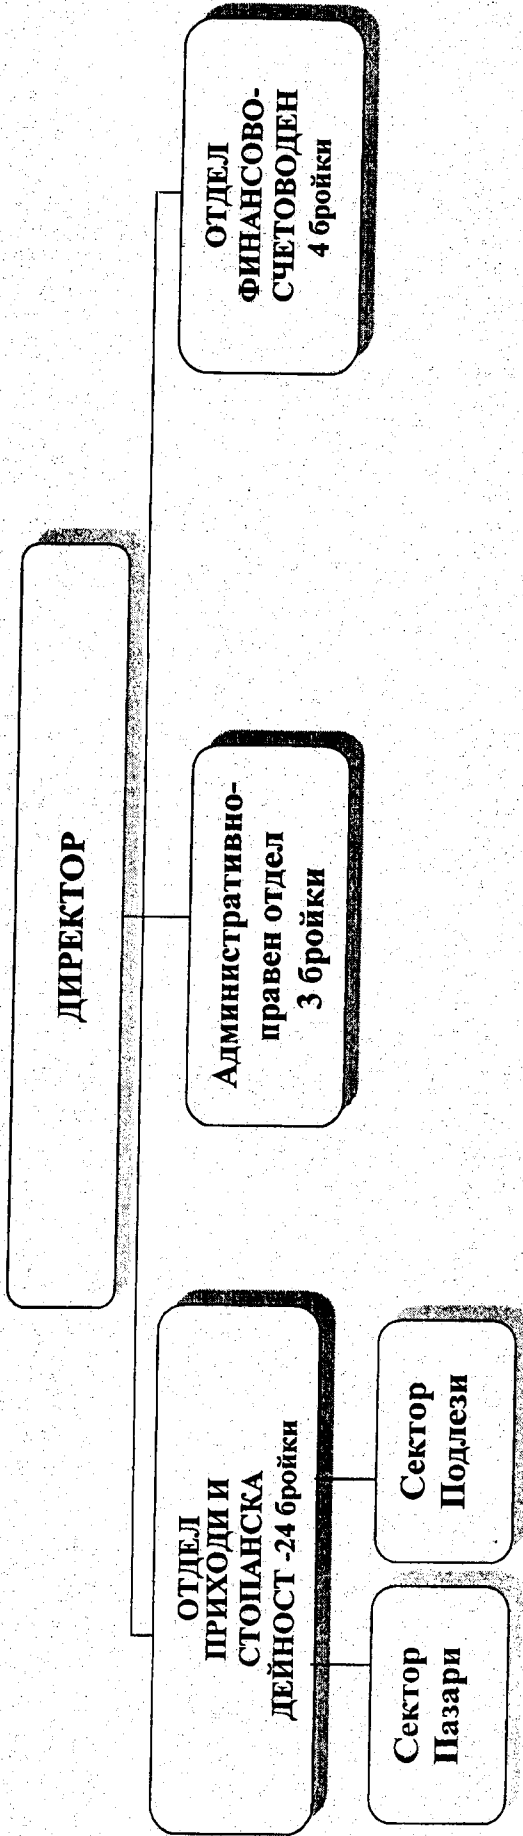 ДИРЕКТОР
ОТДЕЛ
ПРИХОДИ И
СТОПАНСКА
ДЕЙНОСТ -24 бройки
Административно-
правен отдел
3 бройки
ОТДЕЛ
ФИНАНСОВО-
СЧЕТОВОДЕН
4 бройки
Сектор
Пазари
Сектор
Подлези